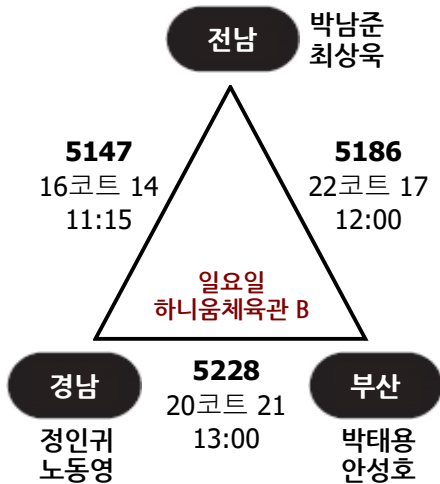 전남
박남준
최상욱
5147
16코트 14
11:15
5186
22코트 17
12:00
일요일
하니움체육관 B
경남
정인귀
노동영
5228
20코트 21
13:00
부산
박태용
안성호